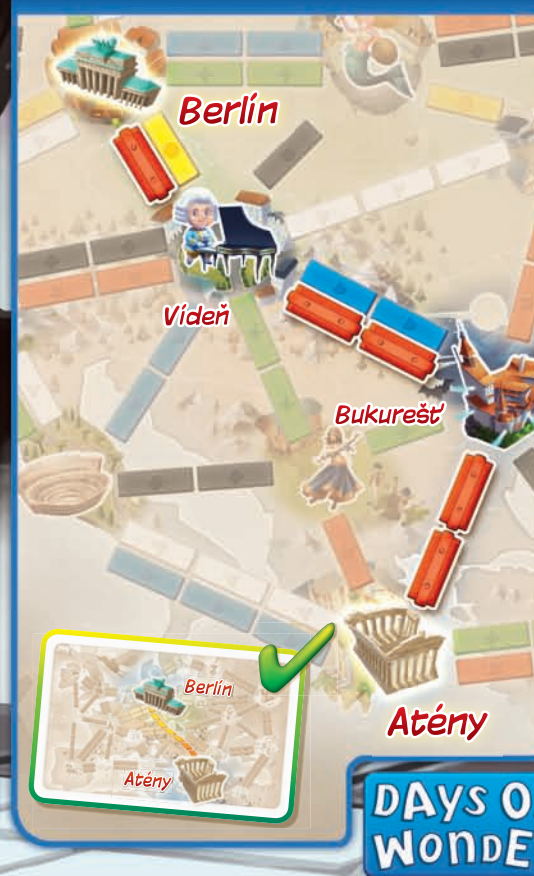 Berlín
Vídeň
Bukurešť
Atény
Berlín
Atény
DAYS O
WONDE